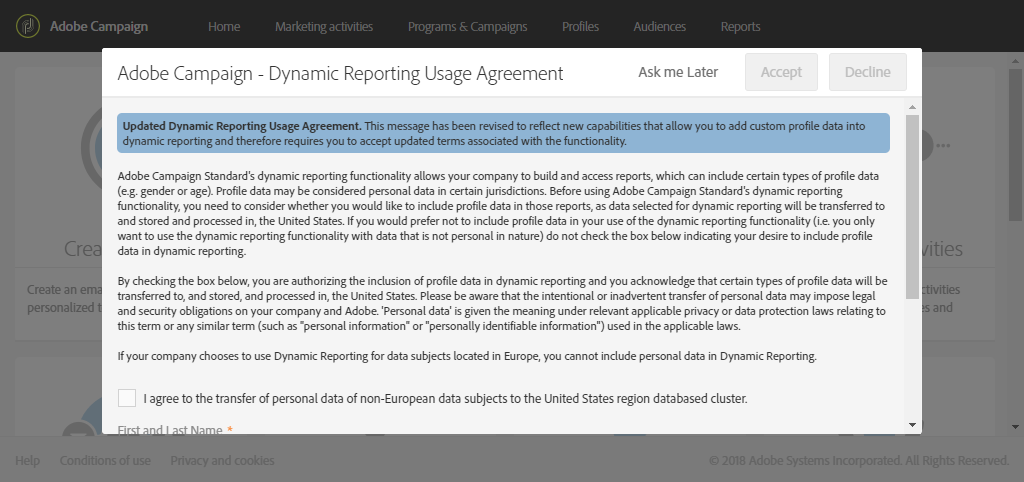 Adobe Campaign Home Marketing activities Programs & Campaigns Profiles Audiences Reports
Adobe Campaign - Dynamic Reporting Usage Agreement Ask me Later Accept Decline
Updated Dynamic Reporting Usage Agreement. This message has been revised to reflect new capabilities that allow you to add custom profile data into
dynamic reporting and therefore requires you to accept updated terms associated with the functionality.
Adobe Campaign Standard's dynamic reporting functionality allows your company to build and access reports, which can include certain types of profile data
(e.g. gender or age). Profile data may be considered personal data in certain jurisdictions. Before using Adobe Campaign Standard's dynamic reporting
functionality, you need to consider whether you would like to include profile data in those reports, as data selected for dynamic reporting will be transferred to
and stored and processed in, the United States. If you would prefer not to include profile data in your use of the dynamic reporting functionality (i.e. you only
want to use the dynamic reporting functionality with data that is not personal in nature) do not check the box below indicating your desire to include profile
data in dynamic reporting.
By checking the box below, you are authorizing the inclusion of profile data in dynamic reporting and you acknowledge that certain types of profile data will be
transferred to, and stored, and processed in, the United States. Please be aware that the intentional or inadvertent transfer of personal data may impose legal
and security obligations on your company and Adobe. 'Personal data' is given the meaning under relevant applicable privacy or data protection laws relating to
this term or any similar term (such as "personal information" or "personally identifiable information") used in the applicable laws.
If your company chooses to use Dynamic Reporting for data subjects located in Europe, you cannot include personal data in Dynamic Reporting.
I agree to the transfer of personal data of non-European data subjects to the United States region databased cluster.
First and Last Name *
Create an ema
personalized t
Help Conditions of use Privacy and cookies © 2018 Adobe Systems Incorporated. All Rights Reserved.